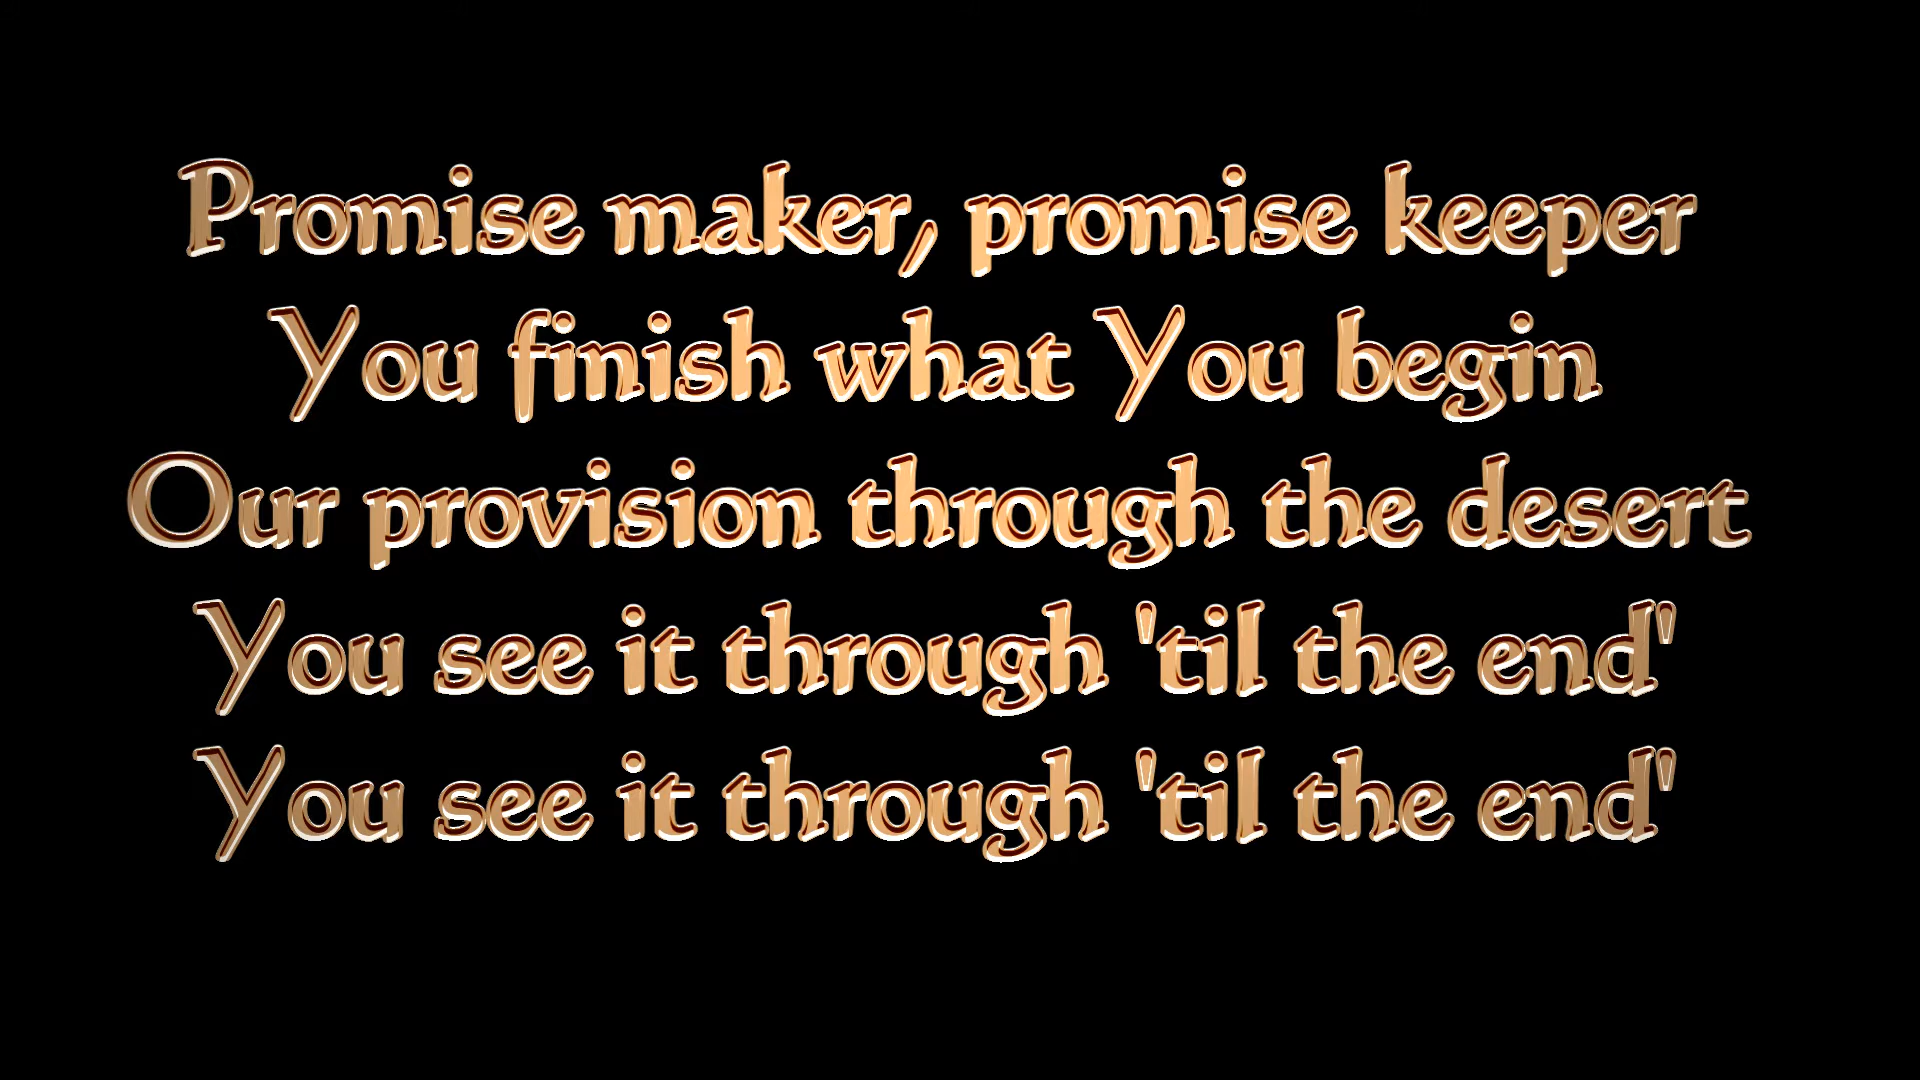 Promise maker, promise keeper
You finish what You begin
Our provision through the desert
You see it through 'til the end'
You see it through 'til the end'